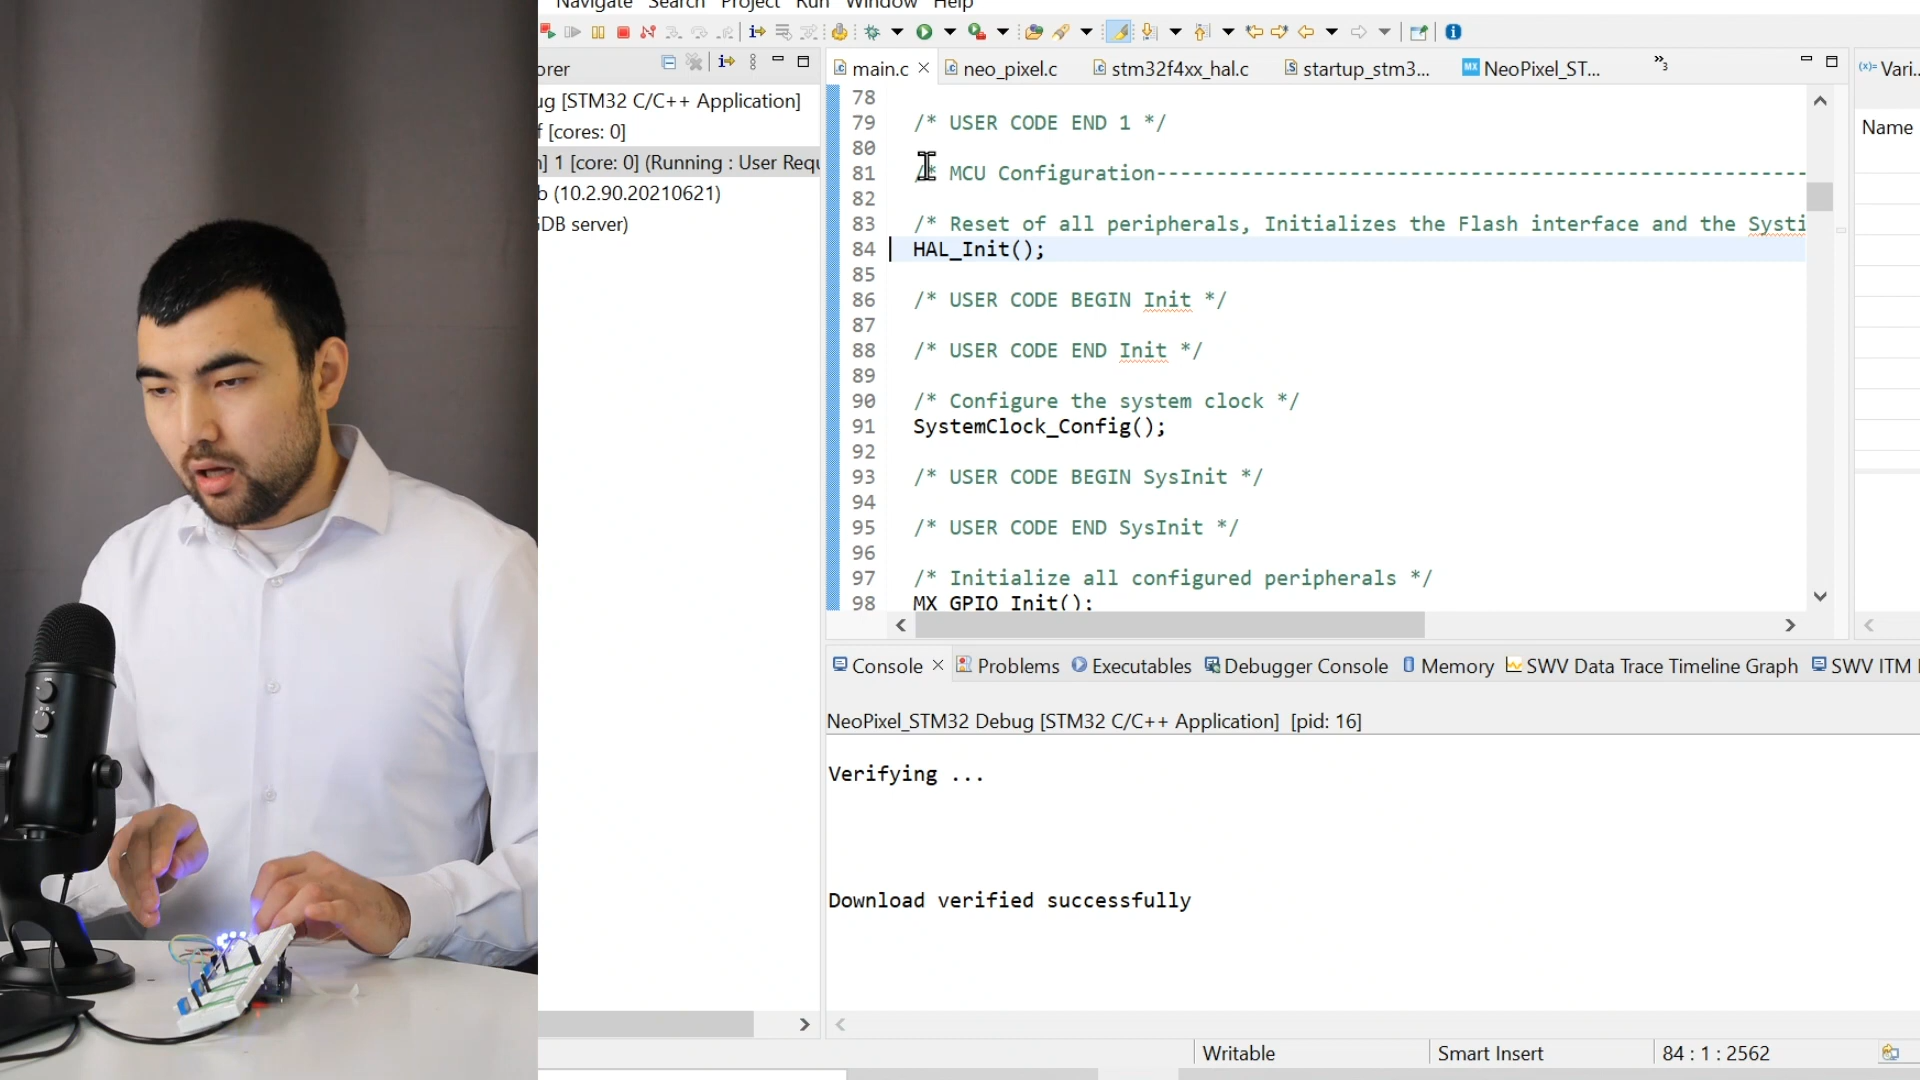 Navigate Search Project Run Window Help
orer
ug [STM32 C/C++ Application]
f [cores: 0]
] 1 [core: 0] (Running : User Requ
b (10.2.90.20210621)
GDB server)
main.c neo_pixel.c stm32f4xx_hal.c startup_stm3... NeoPixel_ST... »3
(x)= Vari...
Name
78
79 /* USER CODE END 1 */
80
81 /* MCU Configuration-----------------------------------------------------
82
83 /* Reset of all peripherals, Initializes the Flash interface and the Systi
84 HAL_Init();
85
86 /* USER CODE BEGIN Init */
87
88 /* USER CODE END Init */
89
90 /* Configure the system clock */
91 SystemClock_Config();
92
93 /* USER CODE BEGIN SysInit */
94
95 /* USER CODE END SysInit */
96
97 /* Initialize all configured peripherals */
98 MX_GPIO_Init();
Console Problems Executables Debugger Console Memory SWV Data Trace Timeline Graph SWV ITM
NeoPixel_STM32 Debug [STM32 C/C++ Application] [pid: 16]
Verifying ...
Download verified successfully
Writable Smart Insert 84 : 1 : 2562